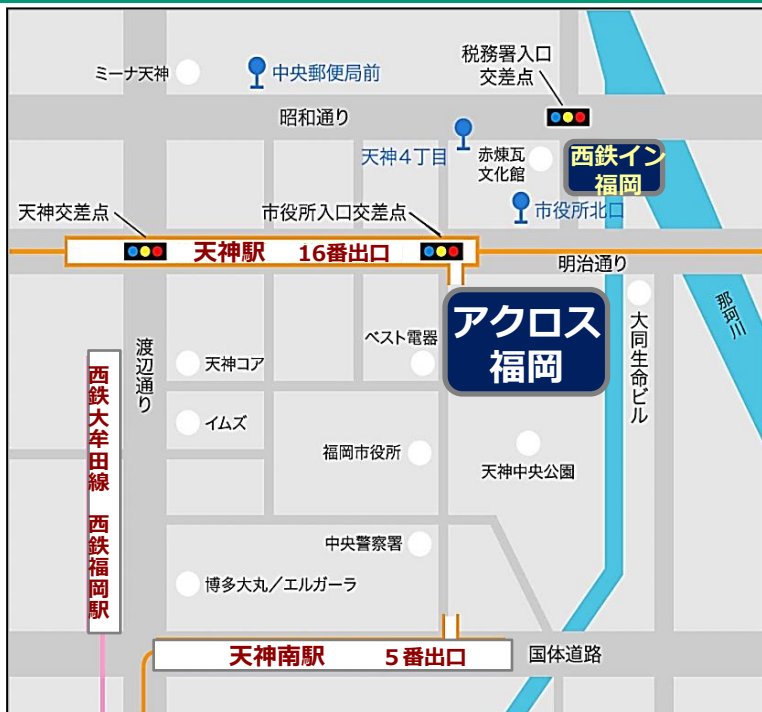 ミーナ天神
中央郵便局前
税務署入口
交差点
昭和通り
天神4丁目
赤煉瓦
文化館
西鉄イン
福岡
市役所北口
天神交差点
市役所入口交差点
天神駅 16番出口
明治通り
アクロス
福岡
那珂川
大同生命ビル
渡辺通り
ベスト電器
天神コア
西鉄大牟田線 西鉄福岡駅
イムズ
福岡市役所
天神中央公園
中央警察署
博多大丸/エルガーラ
天神南駅 5番出口
国体道路